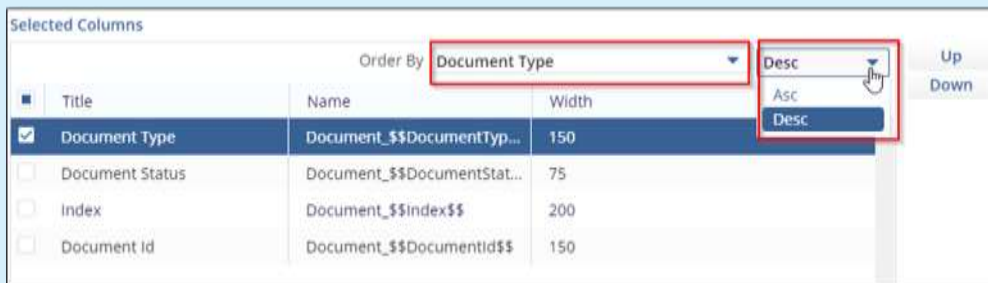 Selected Columns
Order By Document Type Desc Up
Asc Down
Desc
Title Name Width
Document Type Document_$$DocumentTyp... 150
Document Status Document_$$DocumentStat... 75
Index Document_$$Index$$ 200
Document Id Document_$$DocumentId$$ 150